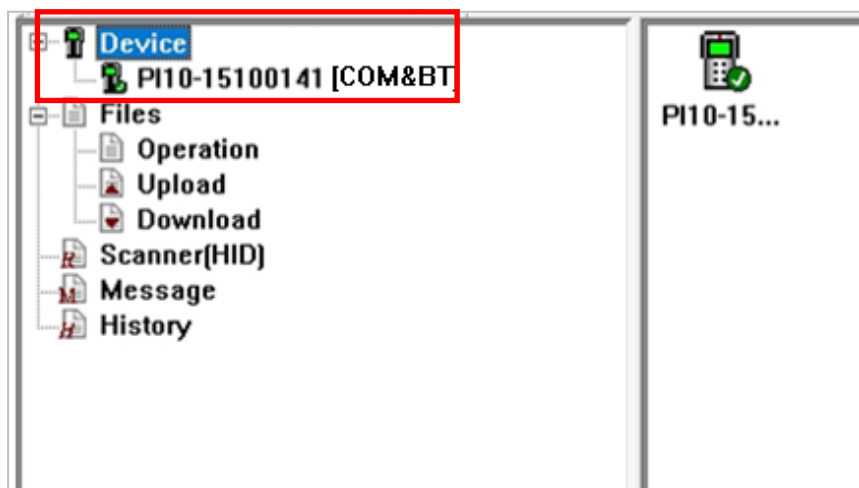 Device
PI10-15100141 [COM&BT]
Files
Operation
Upload
Download
Scanner(HID)
Message
History
PI10-15...